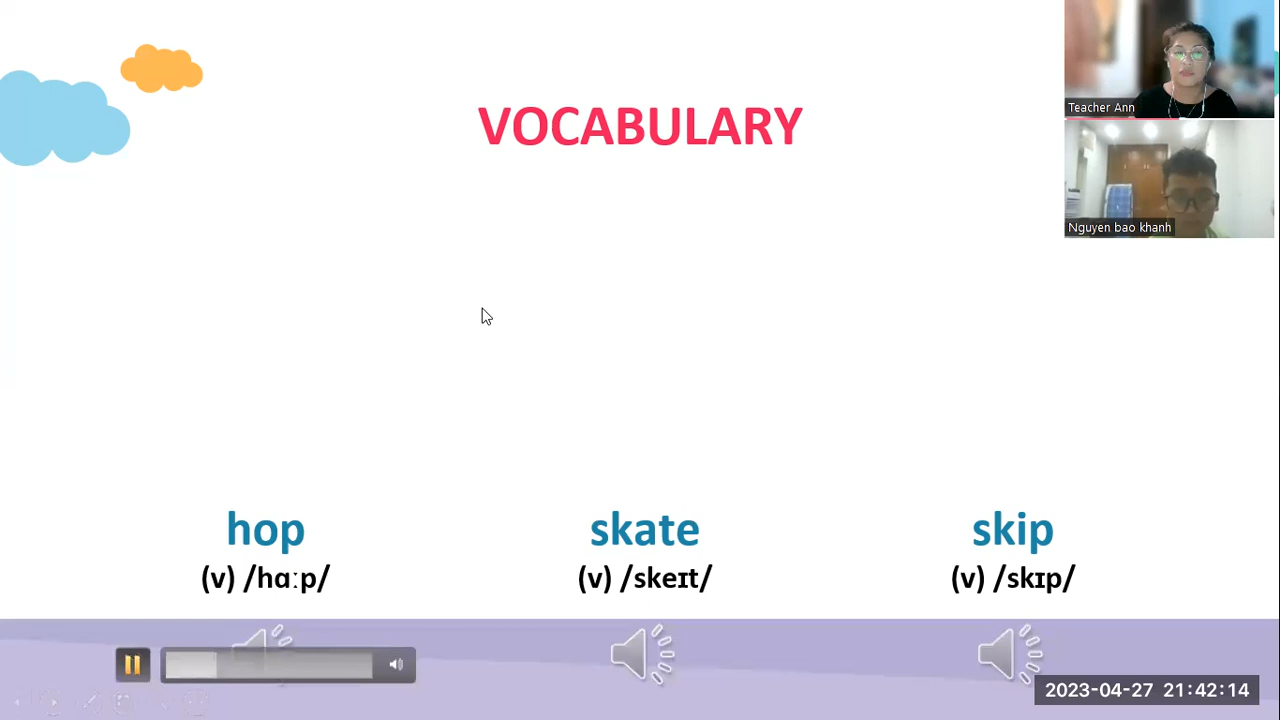 VOCABULARY
Teacher Ann
Nguyen bao khanh
hop
(v) /hɑːp/
skate
(v) /skeɪt/
skip
(v) /skɪp/
2023-04-27 21:42:14